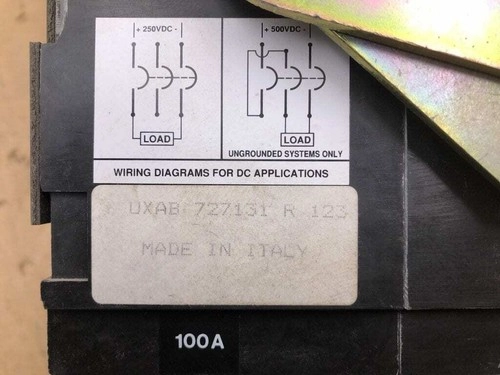 + 250VDC -
LOAD
+ 500VDC -
LOAD
UNGROUNDED SYSTEMS ONLY
WIRING DIAGRAMS FOR DC APPLICATIONS
UXAB 727131 R 123
MADE IN ITALY
100A